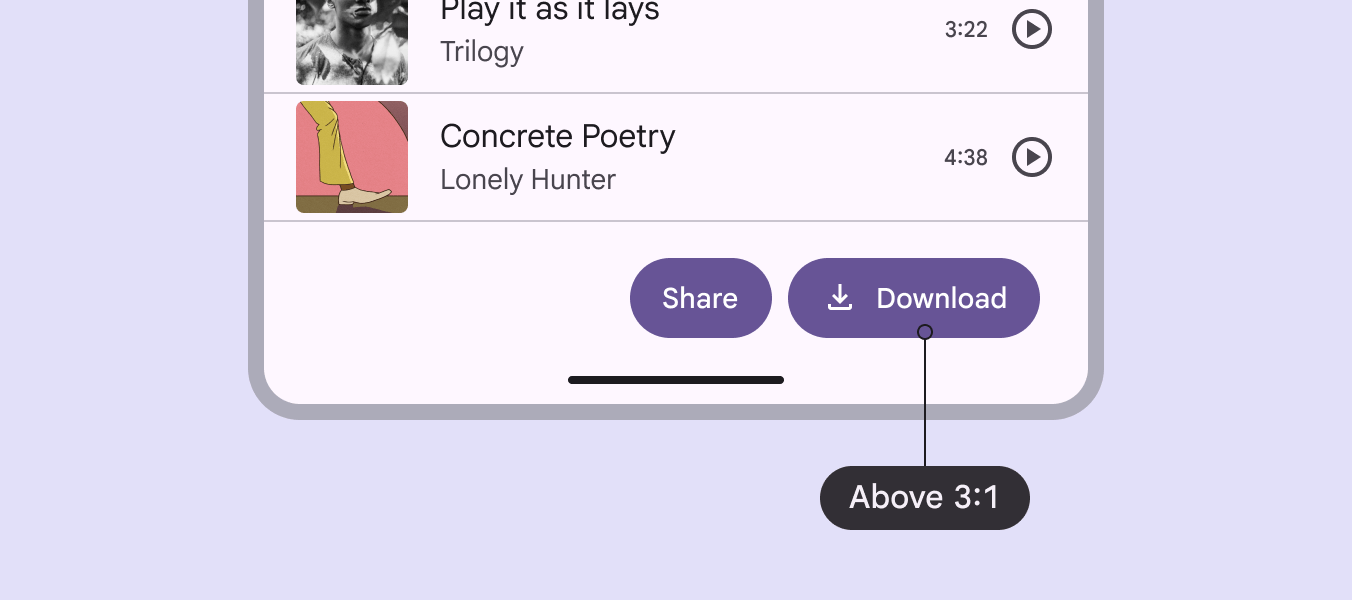 Play it as it lays
Trilogy
3:22
Concrete Poetry
Lonely Hunter
4:38
Share
Download
Above 3:1